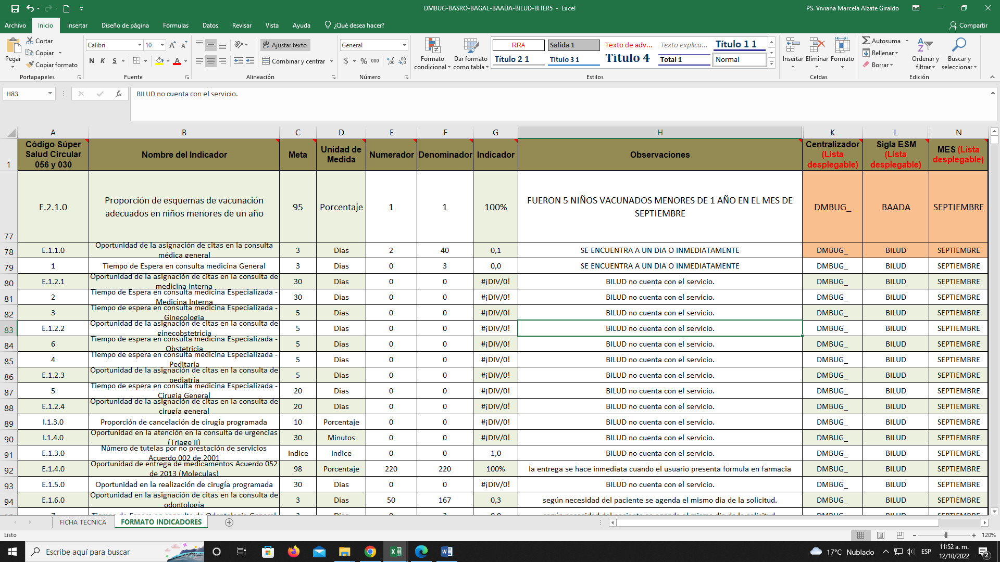 DMBUG-BASRO-BAGAL-BAADA-BILUD-BITER5 - Excel
PS. Viviana Marcela Alzate Giraldo
Archivo Inicio Insertar Diseño de página Fórmulas Datos Revisar Vista Ayuda ¿Qué desea hacer? Compartir
Pegar
Cortar
Copiar
Copiar formato
Portapapeles
Calibri 10
N K S
Fuente
Ajustar texto
Combinar y centrar
Alineación
General
$ % 000
Número
Formato condicional
Dar formato como tabla
RRA Salida 1 Texto de adv... Texto explica... Título 1 1
Título 2 1 Título 3 1 Título 4 Total 1 Normal
Estilos
Insertar Eliminar Formato
Celdas
Autosuma
Rellenar
Borrar
Ordenar y filtrar
Buscar y seleccionar
Edición
H83 fx BILUD no cuenta con el servicio.
A B C D E F G H K L N
1 Código Súper Salud Circular 056 y 030 Nombre del Indicador Meta Unidad de Medida Numerador Denominador Indicador Observaciones Centralizador (Lista desplegable) Sigla ESM (Lista desplegable) MES (Lista desplegable)
77 E.2.1.0 Proporción de esquemas de vacunación adecuados en niños menores de un año 95 Porcentaje 1 1 100% FUERON 5 NIÑOS VACUNADOS MENORES DE 1 AÑO EN EL MES DE SEPTIEMBRE DMBUG_ BAADA SEPTIEMBRE
78 E.1.1.0 Oportunidad de la asignación de citas en la consulta médica general 3 Dias 2 40 0,1 SE ENCUENTRA A UN DIA O INMEDIATAMENTE DMBUG_ BILUD SEPTIEMBRE
79 1 Tiempo de Espera en consulta medicina General 3 Dias 0 3 0,0 SE ENCUENTRA A UN DIA O INMEDIATAMENTE DMBUG_ BILUD SEPTIEMBRE
80 E.1.2.1 Oportunidad de la asignación de citas en la consulta de medicina interna 30 Dias 0 0 #¡DIV/0! BILUD no cuenta con el servicio. DMBUG_ BILUD SEPTIEMBRE
81 2 Tiempo de Espera en consulta medicina Especializada - Medicina Interna 30 Dias 0 0 #¡DIV/0! BILUD no cuenta con el servicio. DMBUG_ BILUD SEPTIEMBRE
82 3 Tiempo de espera en consulta medicina Especializada - Ginecologia 5 Dias 0 0 #¡DIV/0! BILUD no cuenta con el servicio. DMBUG_ BILUD SEPTIEMBRE
83 E.1.2.2 Oportunidad de la asignación de citas en la consulta de ginecobstetricia 5 Dias 0 0 #¡DIV/0! BILUD no cuenta con el servicio. DMBUG_ BILUD SEPTIEMBRE
84 6 Tiempo de espera en consulta medicina Especializada - Obstetricia 5 Dias 0 0 #¡DIV/0! BILUD no cuenta con el servicio. DMBUG_ BILUD SEPTIEMBRE
85 4 Tiempo de espera en consulta medicina Especializada - Peditaria 5 Dias 0 0 #¡DIV/0! BILUD no cuenta con el servicio. DMBUG_ BILUD SEPTIEMBRE
86 E.1.2.3 Oportunidad de la asignación de citas en la consulta de pediatría 5 Dias 0 0 #¡DIV/0! BILUD no cuenta con el servicio. DMBUG_ BILUD SEPTIEMBRE
87 5 Tiempo de espera en consulta medicina Especializada - Cirugia General 20 Dias 0 0 #¡DIV/0! BILUD no cuenta con el servicio. DMBUG_ BILUD SEPTIEMBRE
88 E.1.2.4 Oportunidad de la asignación de citas en la consulta de cirugía general 20 Dias 0 0 #¡DIV/0! BILUD no cuenta con el servicio. DMBUG_ BILUD SEPTIEMBRE
89 I.1.3.0 Proporción de cancelación de cirugía programada 10 Porcentaje 0 0 #¡DIV/0! BILUD no cuenta con el servicio. DMBUG_ BILUD SEPTIEMBRE
90 I.1.4.0 Oportunidad en la atención en la consulta de urgencias (Triage II) 30 Minutos 0 0 #¡DIV/0! BILUD no cuenta con el servicio. DMBUG_ BILUD SEPTIEMBRE
91 E.1.3.0 Número de tutelas por no prestación de servicios Acuerdo 002 de 2001 Indice Indice 0 0 1,0 BILUD no cuenta con el servicio. DMBUG_ BILUD SEPTIEMBRE
92 E.1.4.0 Oportunidad de entrega de medicamentos Acuerdo 052 de 2013 (Moleculas) 98 Porcentaje 220 220 100% la entrega se hace inmediata cuando el usuario presenta formula en farmacia DMBUG_ BILUD SEPTIEMBRE
93 E.1.5.0 Oportunidad en la realización de cirugía programada 30 Dias 0 0 #¡DIV/0! BILUD no cuenta con el servicio. DMBUG_ BILUD SEPTIEMBRE
94 E.1.6.0 Oportunidad en la asignación de citas en la consulta de odontología 3 Dias 50 167 0,3 según necesidad del paciente se agenda el mismo dia de la solicitud. DMBUG_ BILUD SEPTIEMBRE
FICHA TECNICA FORMATO INDICADORES
Listo 120%
Escribe aquí para buscar
17°C Nublado ESP 11:52 a. m.
12/10/2022 2